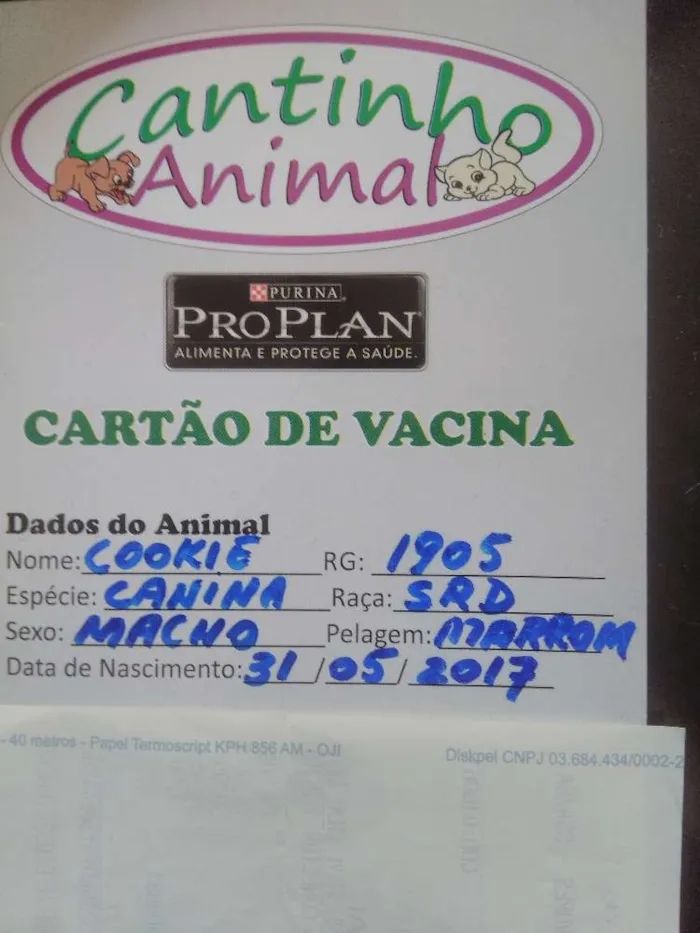 Cantinho
Animal
PURINA
PROPLAN
ALIMENTA E PROTEGE A SAÚDE.
CARTÃO DE VACINA
Dados do Animal
Nome: COOKIE RG: 1905
Espécie: CANINA Raça: SRD
Sexo: MACHO Pelagem: MARROM
Data de Nascimento: 31/05/2017
- 40 metros - Papel Termoscript KPH 856 AM - OJI Diskpel CNPJ 03.684.434/0002-2